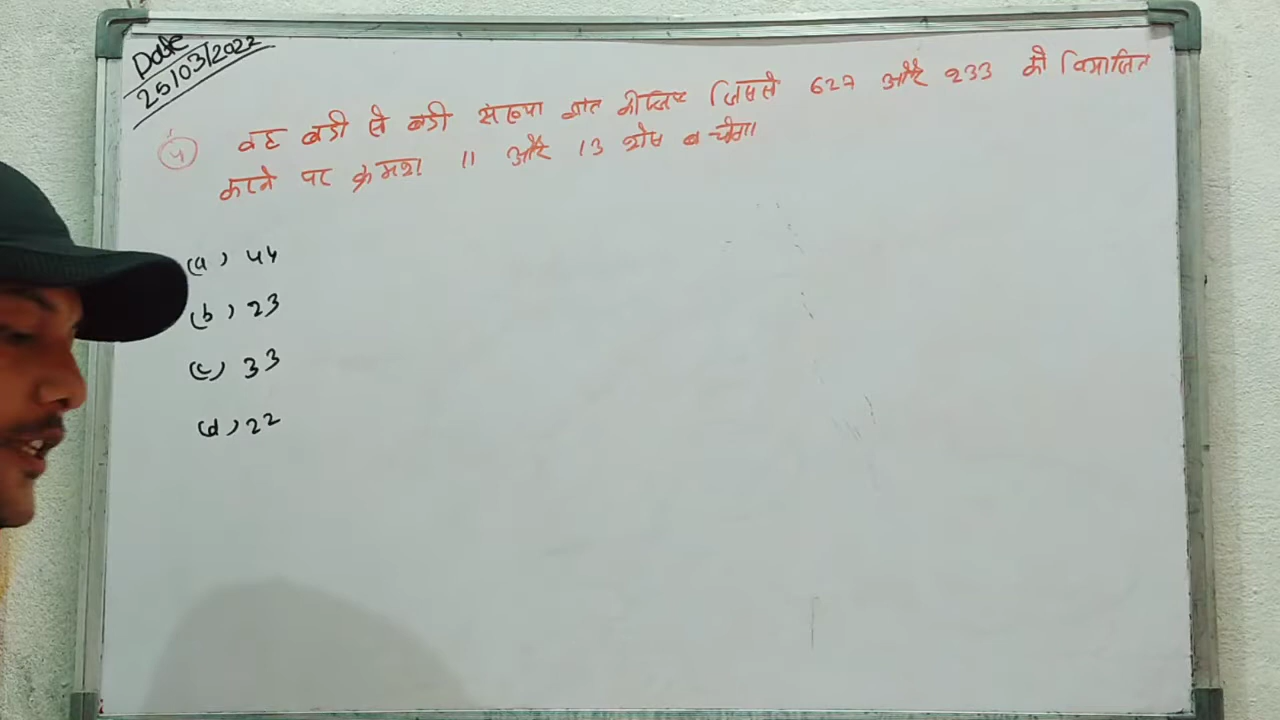 Date
25/03/2022
(4) वह बड़ी से बड़ी संख्या ज्ञात कीजिए जिससे 627 और 233 को विभाजित
करने पर क्रमशः 11 और 13 शेष बचेगा।
(a) 44
(b) 23
(c) 33
(d) 22